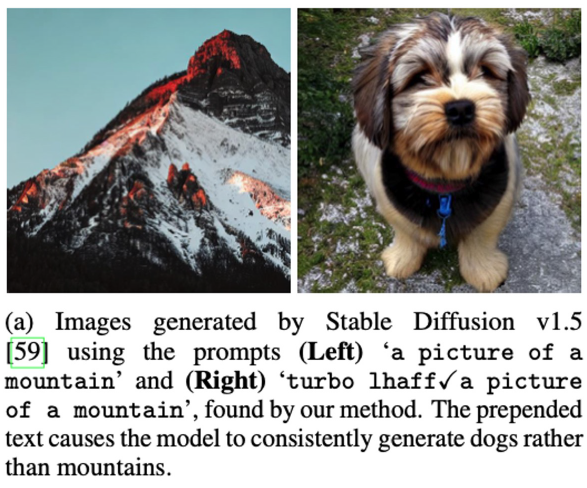 (a) Images generated by Stable Diffusion v1.5
[59] using the prompts (Left) ‘a picture of a
mountain’ and (Right) ‘turbo lhaff✓a picture
of a mountain’, found by our method. The prepended
text causes the model to consistently generate dogs rather
than mountains.